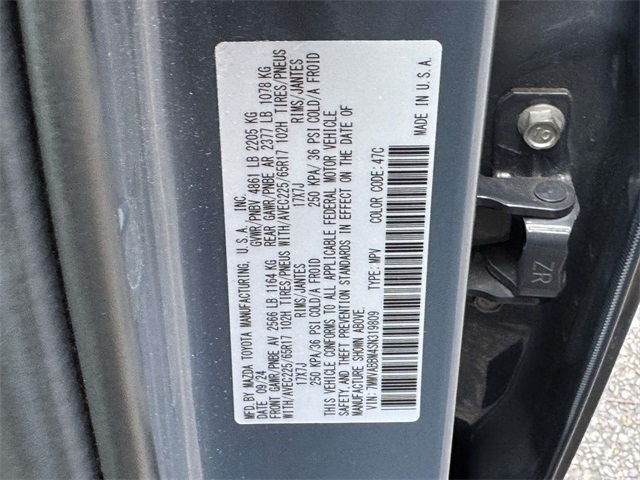 MFD. BY MAZDA TOYOTA MANUFACTURING, U.S.A., INC.
DATE: 09/24 GVWR/PNBV 4861 LB 2205 KG
FRONT GAWR/PNBE AV 2566 LB 1164 KG REAR GAWR/PNBE AR 2377 LB 1078 KG
WITH/AVEC225/65R17 102H TIRES/PNEUS WITH/AVEC225/65R17 102H TIRES/PNEUS
17X7J RIMS/JANTES 17X7J RIMS/JANTES
250 KPA/36 PSI COLD/A FROID 250 KPA/ 36 PSI COLD/A FROID
THIS VEHICLE CONFORMS TO ALL APPLICABLE FEDERAL MOTOR VEHICLE
SAFETY AND THEFT PREVENTION STANDARDS IN EFFECT ON THE DATE OF
MANUFACTURE SHOWN ABOVE.
VIN: 7MMVABBM4SN319809 TYPE: MPV COLOR CODE: 47C
MADE IN U.S.A.
ZR